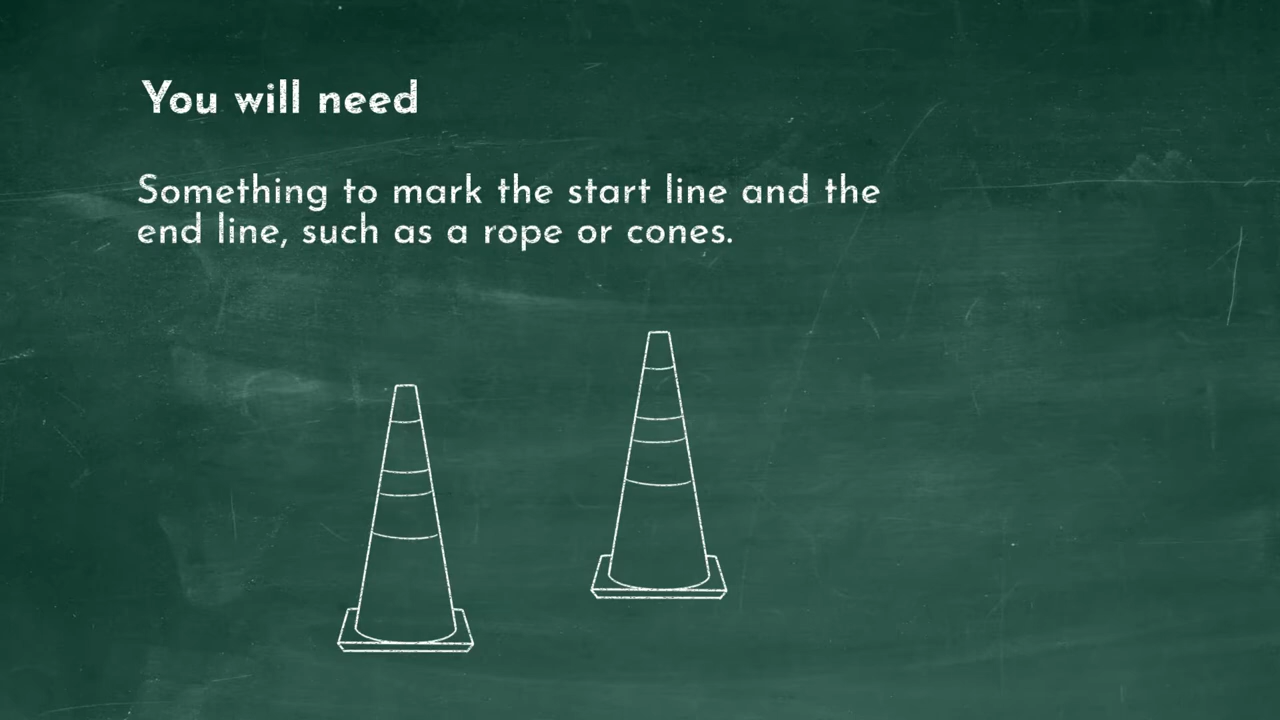 You will need
Something to mark the start line and the
end line, such as a rope or cones.